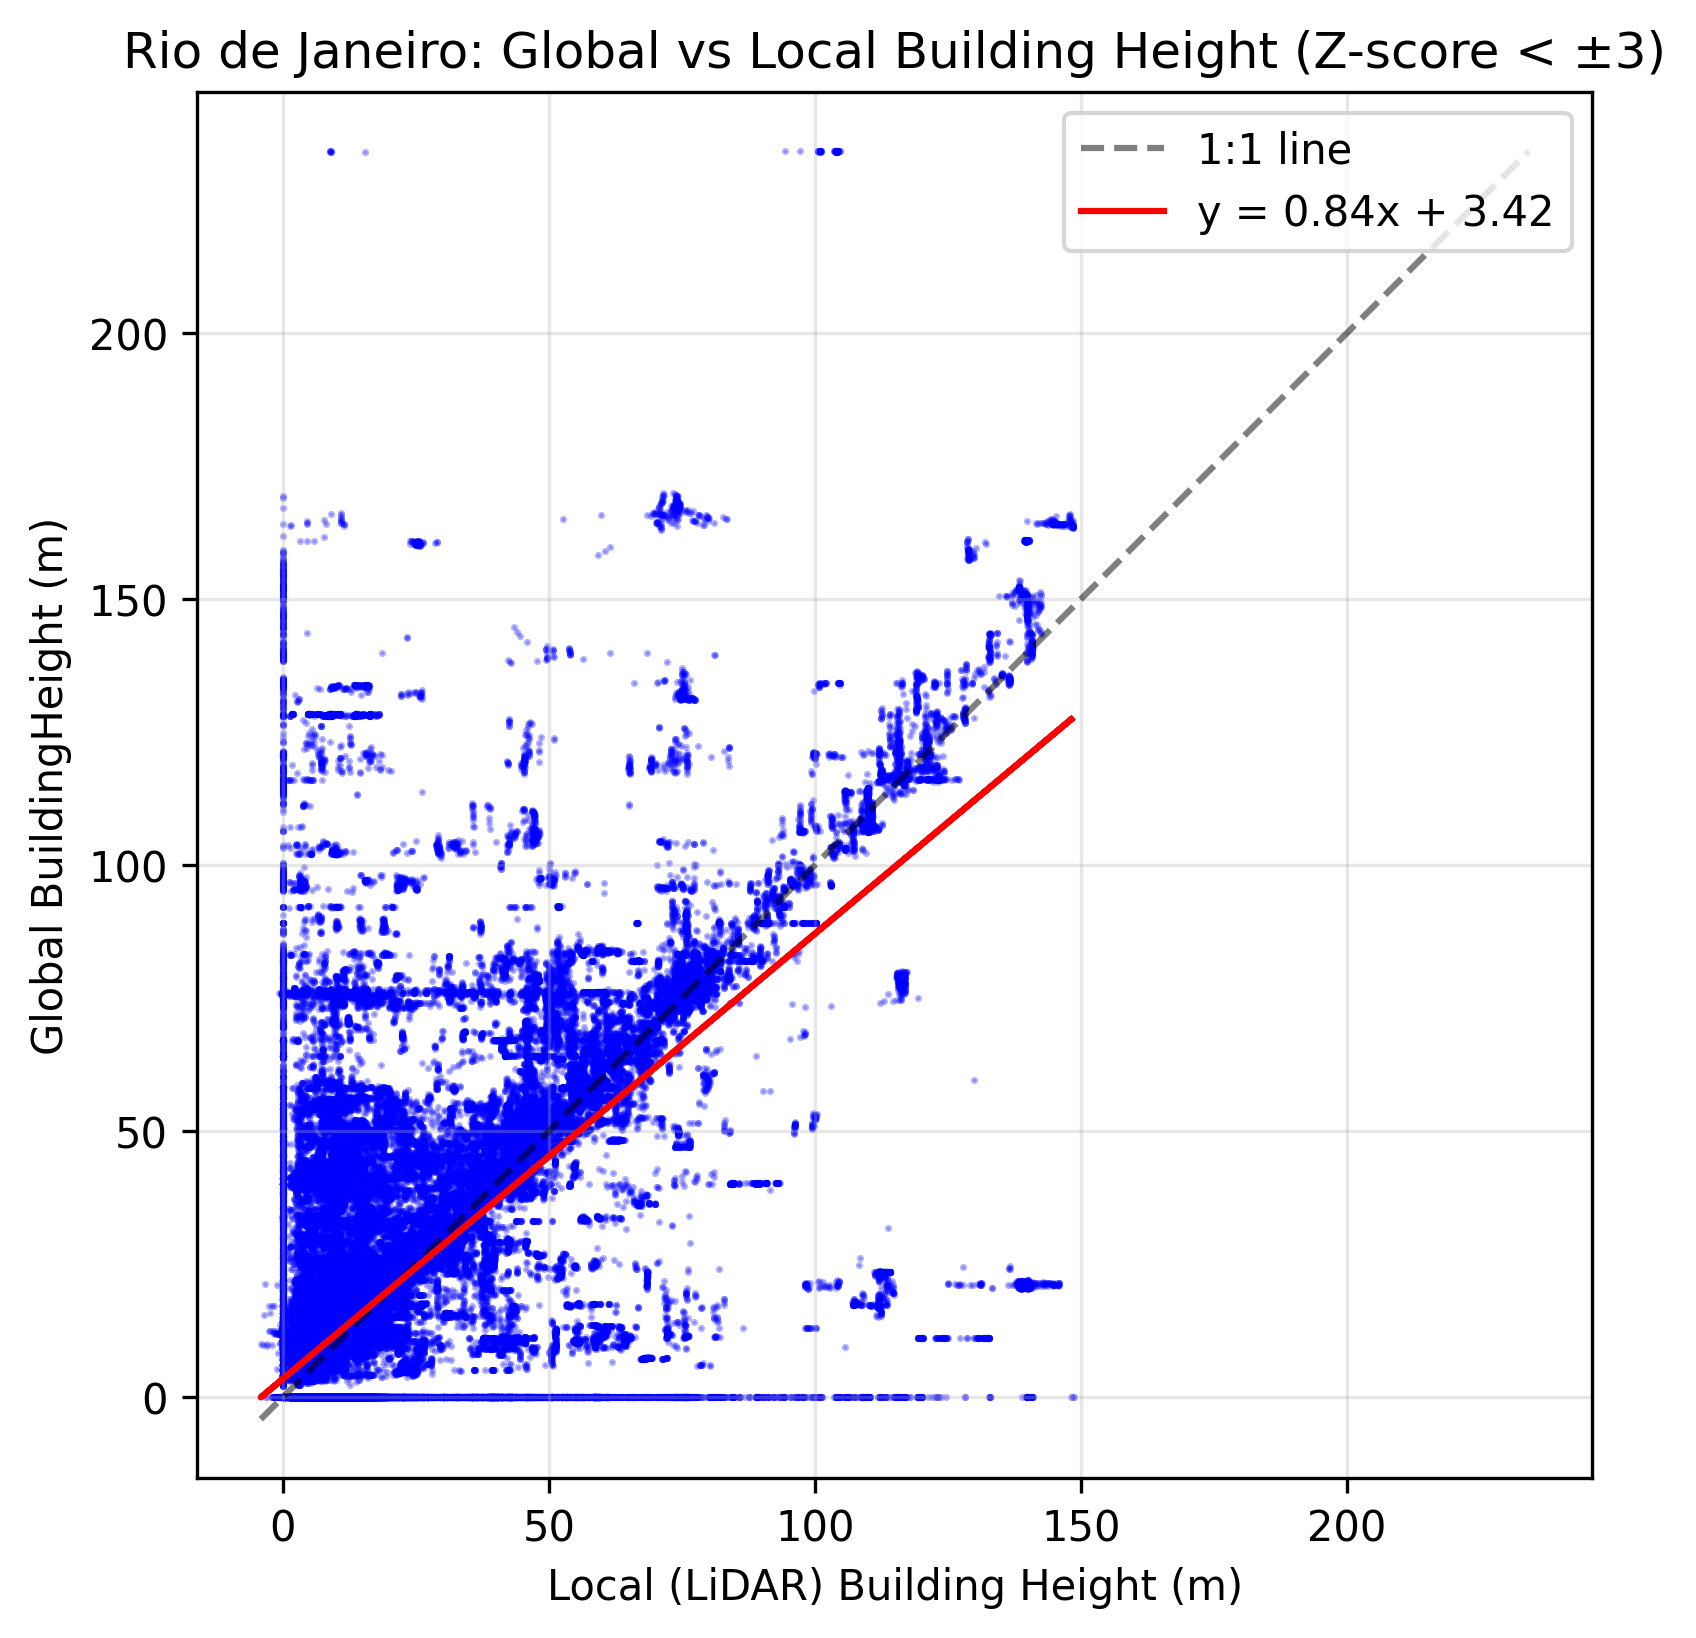 Rio de Janeiro: Global vs Local Building Height (Z-score < ±3)
1:1 line
y = 0.84x + 3.42
Global BuildingHeight (m)
200
150
100
50
0
0 50 100 150 200
Local (LiDAR) Building Height (m)